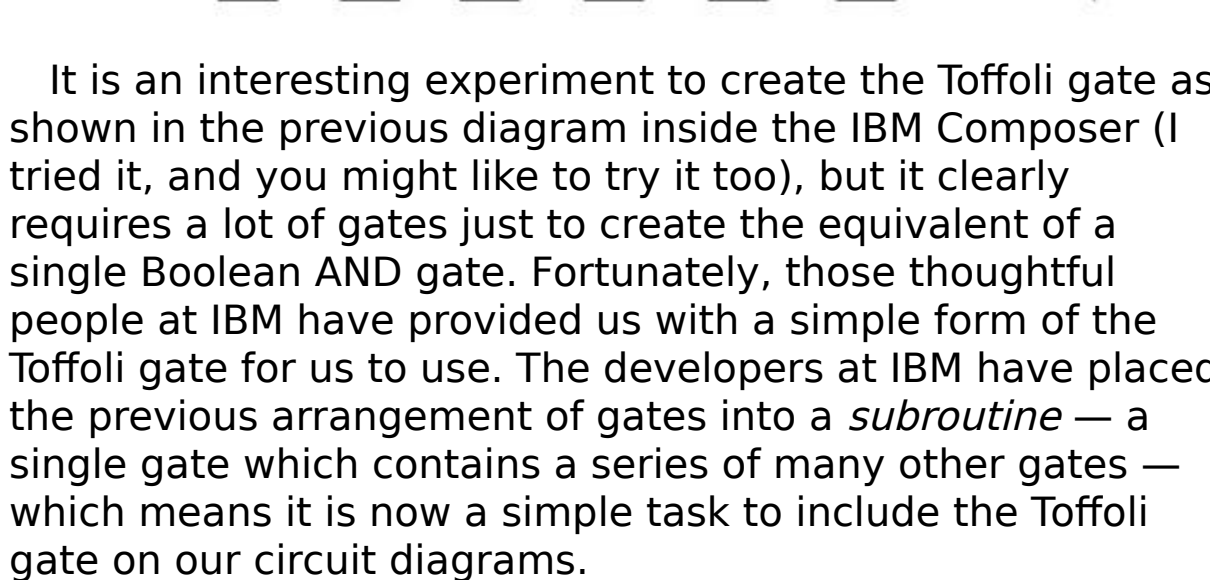 It is an interesting experiment to create the Toffoli gate as
shown in the previous diagram inside the IBM Composer (I
tried it, and you might like to try it too), but it clearly
requires a lot of gates just to create the equivalent of a
single Boolean AND gate. Fortunately, those thoughtful
people at IBM have provided us with a simple form of the
Toffoli gate for us to use. The developers at IBM have placed
the previous arrangement of gates into a subroutine — a
single gate which contains a series of many other gates —
which means it is now a simple task to include the Toffoli
gate on our circuit diagrams.